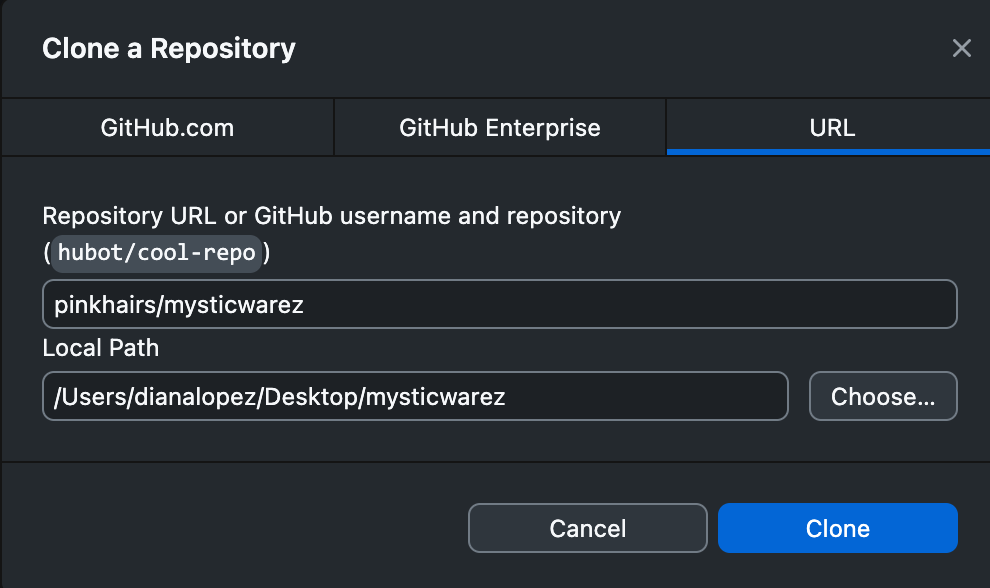 Clone a Repository
GitHub.com
GitHub Enterprise
URL
Repository URL or GitHub username and repository
(hubot/cool-repo)
pinkhairs/mysticwarez
Local Path
/Users/dianalopez/Desktop/mysticwarez
Choose...
Cancel
Clone